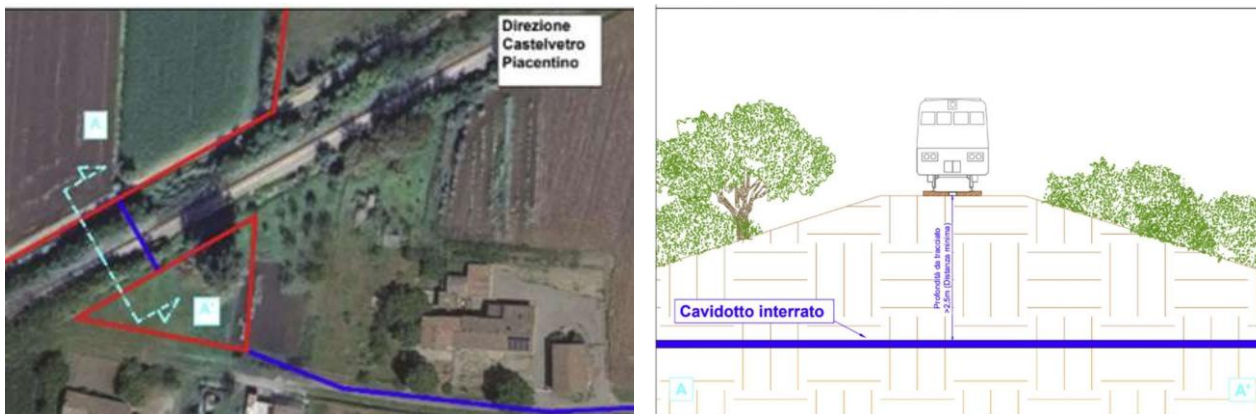 Direzione
Castelvetro
Piacentino
A
A'
Profondità da tracciato
>2,5m (Distanza minima)
Cavidotto interrato
A
A'